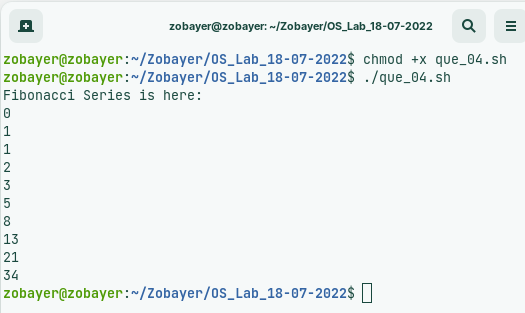 zobayer@zobayer: ~/Zobayer/OS_Lab_18-07-2022
zobayer@zobayer:~/Zobayer/OS_Lab_18-07-2022$ chmod +x que_04.sh
zobayer@zobayer:~/Zobayer/OS_Lab_18-07-2022$ ./que_04.sh
Fibonacci Series is here:
0
1
1
2
3
5
8
13
21
34
zobayer@zobayer:~/Zobayer/OS_Lab_18-07-2022$